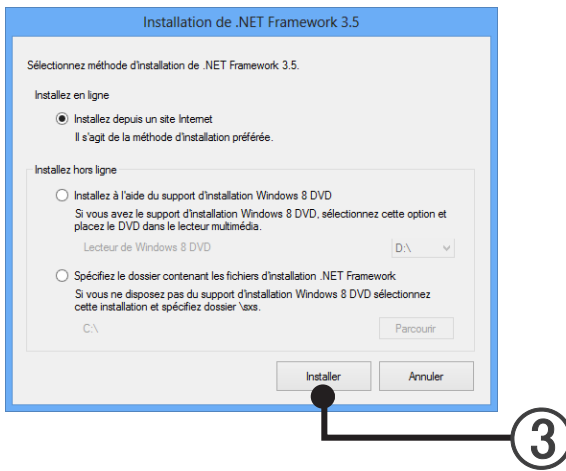 Installation de .NET Framework 3.5
Sélectionnez méthode d'installation de .NET Framework 3.5.
Installez en ligne
Installez depuis un site Internet
Il s'agit de la méthode d'installation préférée.
Installez hors ligne
Installez à l'aide du support d'installation Windows 8 DVD
Si vous avez le support d'installation Windows 8 DVD, sélectionnez cette option et
placez le DVD dans le lecteur multimédia.
Lecteur de Windows 8 DVD D:\
Spécifiez le dossier contenant les fichiers d'installation .NET Framework
Si vous ne disposez pas du support d'installation Windows 8 DVD sélectionnez
cette installation et spécifiez dossier \sxs.
C:\ Parcourir
Installer Annuler
3